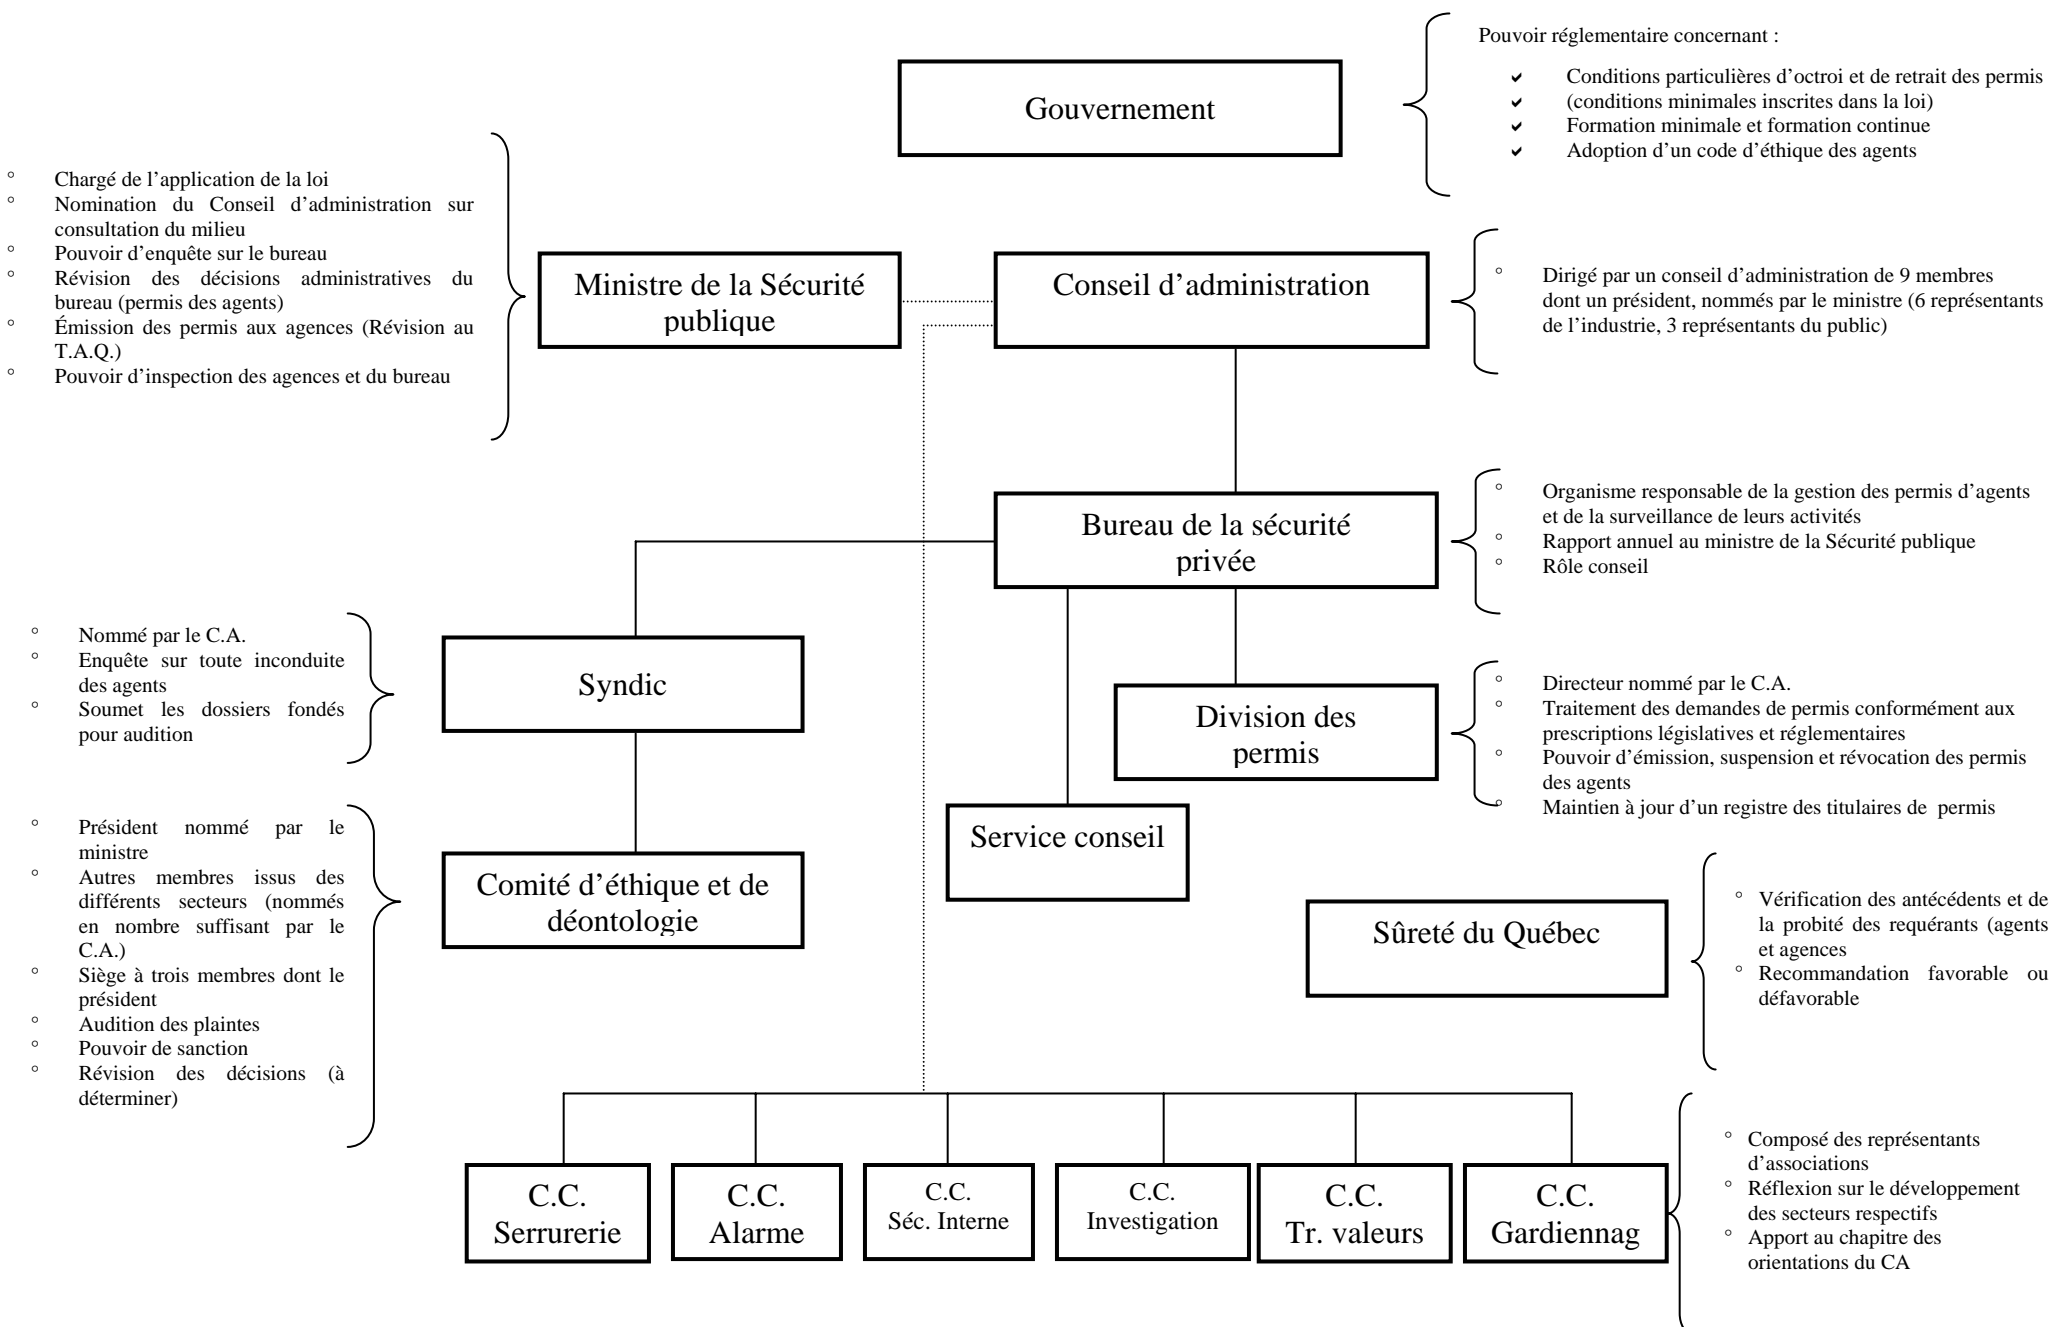 Pouvoir réglementaire concernant :
✔ Conditions particulières d'octroi et de retrait des permis
✔ (conditions minimales inscrites dans la loi)
✔ Formation minimale et formation continue
✔ Adoption d'un code d'éthique des agents
Gouvernement
° Chargé de l'application de la loi
° Nomination du Conseil d'administration sur
consultation du milieu
° Pouvoir d'enquête sur le bureau
° Révision des décisions administratives du
bureau (permis des agents)
° Émission des permis aux agences (Révision au
T.A.Q.)
° Pouvoir d'inspection des agences et du bureau
Ministre de la Sécurité
publique
Conseil d'administration
° Dirigé par un conseil d'administration de 9 membres
dont un président, nommés par le ministre (6 représentants
de l'industrie, 3 représentants du public)
Bureau de la sécurité
privée
° Organisme responsable de la gestion des permis d'agents
et de la surveillance de leurs activités
° Rapport annuel au ministre de la Sécurité publique
° Rôle conseil
° Nommé par le C.A.
° Enquête sur toute inconduite
des agents
° Soumet les dossiers fondés
pour audition
Syndic
Division des
permis
° Directeur nommé par le C.A.
° Traitement des demandes de permis conformément aux
prescriptions législatives et réglementaires
° Pouvoir d'émission, suspension et révocation des permis
des agents
° Maintien à jour d'un registre des titulaires de permis
Service conseil
° Président nommé par le
ministre
° Autres membres issus des
différents secteurs (nommés
en nombre suffisant par le
C.A.)
° Siège à trois membres dont le
président
° Audition des plaintes
° Pouvoir de sanction
° Révision des décisions (à
déterminer)
Comité d'éthique et de
déontologie
Sûreté du Québec
° Vérification des antécédents et de
la probité des requérants (agents
et agences
° Recommandation favorable ou
défavorable
C.C.
Serrurerie
C.C.
Alarme
C.C.
Séc. Interne
C.C.
Investigation
C.C.
Tr. valeurs
C.C.
Gardiennag
° Composé des représentants
d'associations
° Réflexion sur le développement
des secteurs respectifs
° Apport au chapitre des
orientations du CA